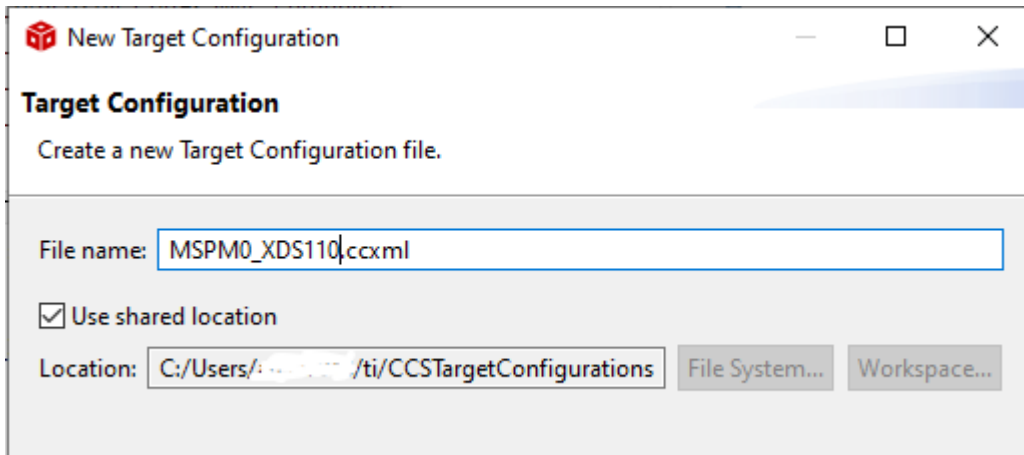 New Target Configuration
Target Configuration
Create a new Target Configuration file.
File name: MSPM0_XDS110.ccxml
Use shared location
Location: C:/Users/ /ti/CCSTargetConfigurations File System... Workspace...